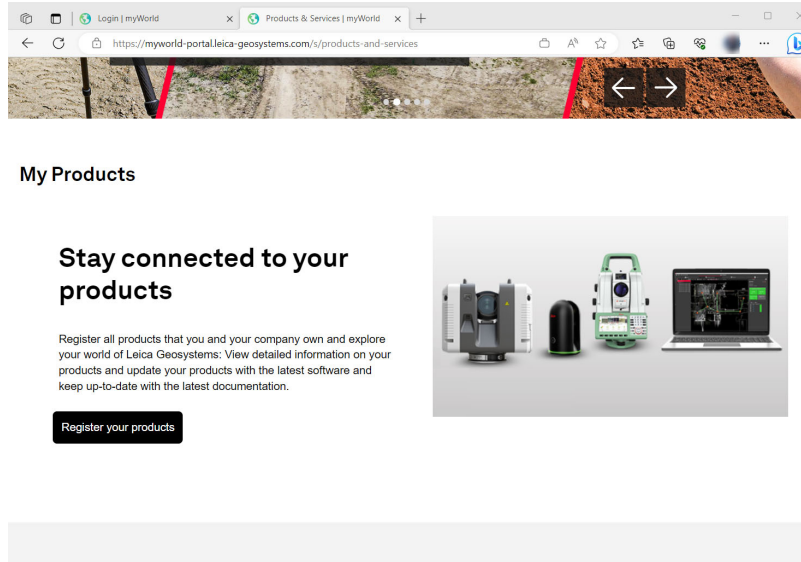 Login | myWorld
Products & Services | myWorld
https://myworld-portal.leica-geosystems.com/s/products-and-services
My Products
Stay connected to your
products
Register all products that you and your company own and explore
your world of Leica Geosystems: View detailed information on your
products and update your products with the latest software and
keep up-to-date with the latest documentation.
Register your products